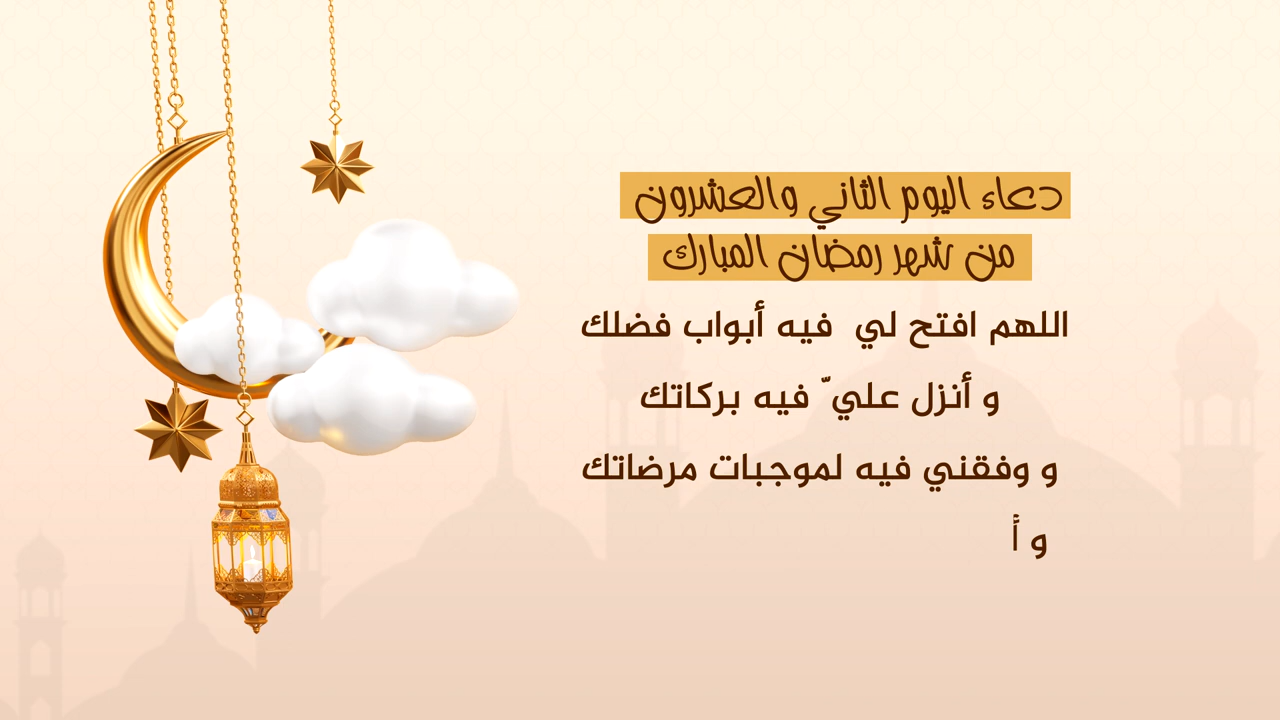 دعاء اليوم الثاني والعشرون
من شهر رمضان المبارك
اللهم افتح لي فيه أبواب فضلك
و أنزل عليّ فيه بركاتك
و وفقني فيه لموجبات مرضاتك
و أ